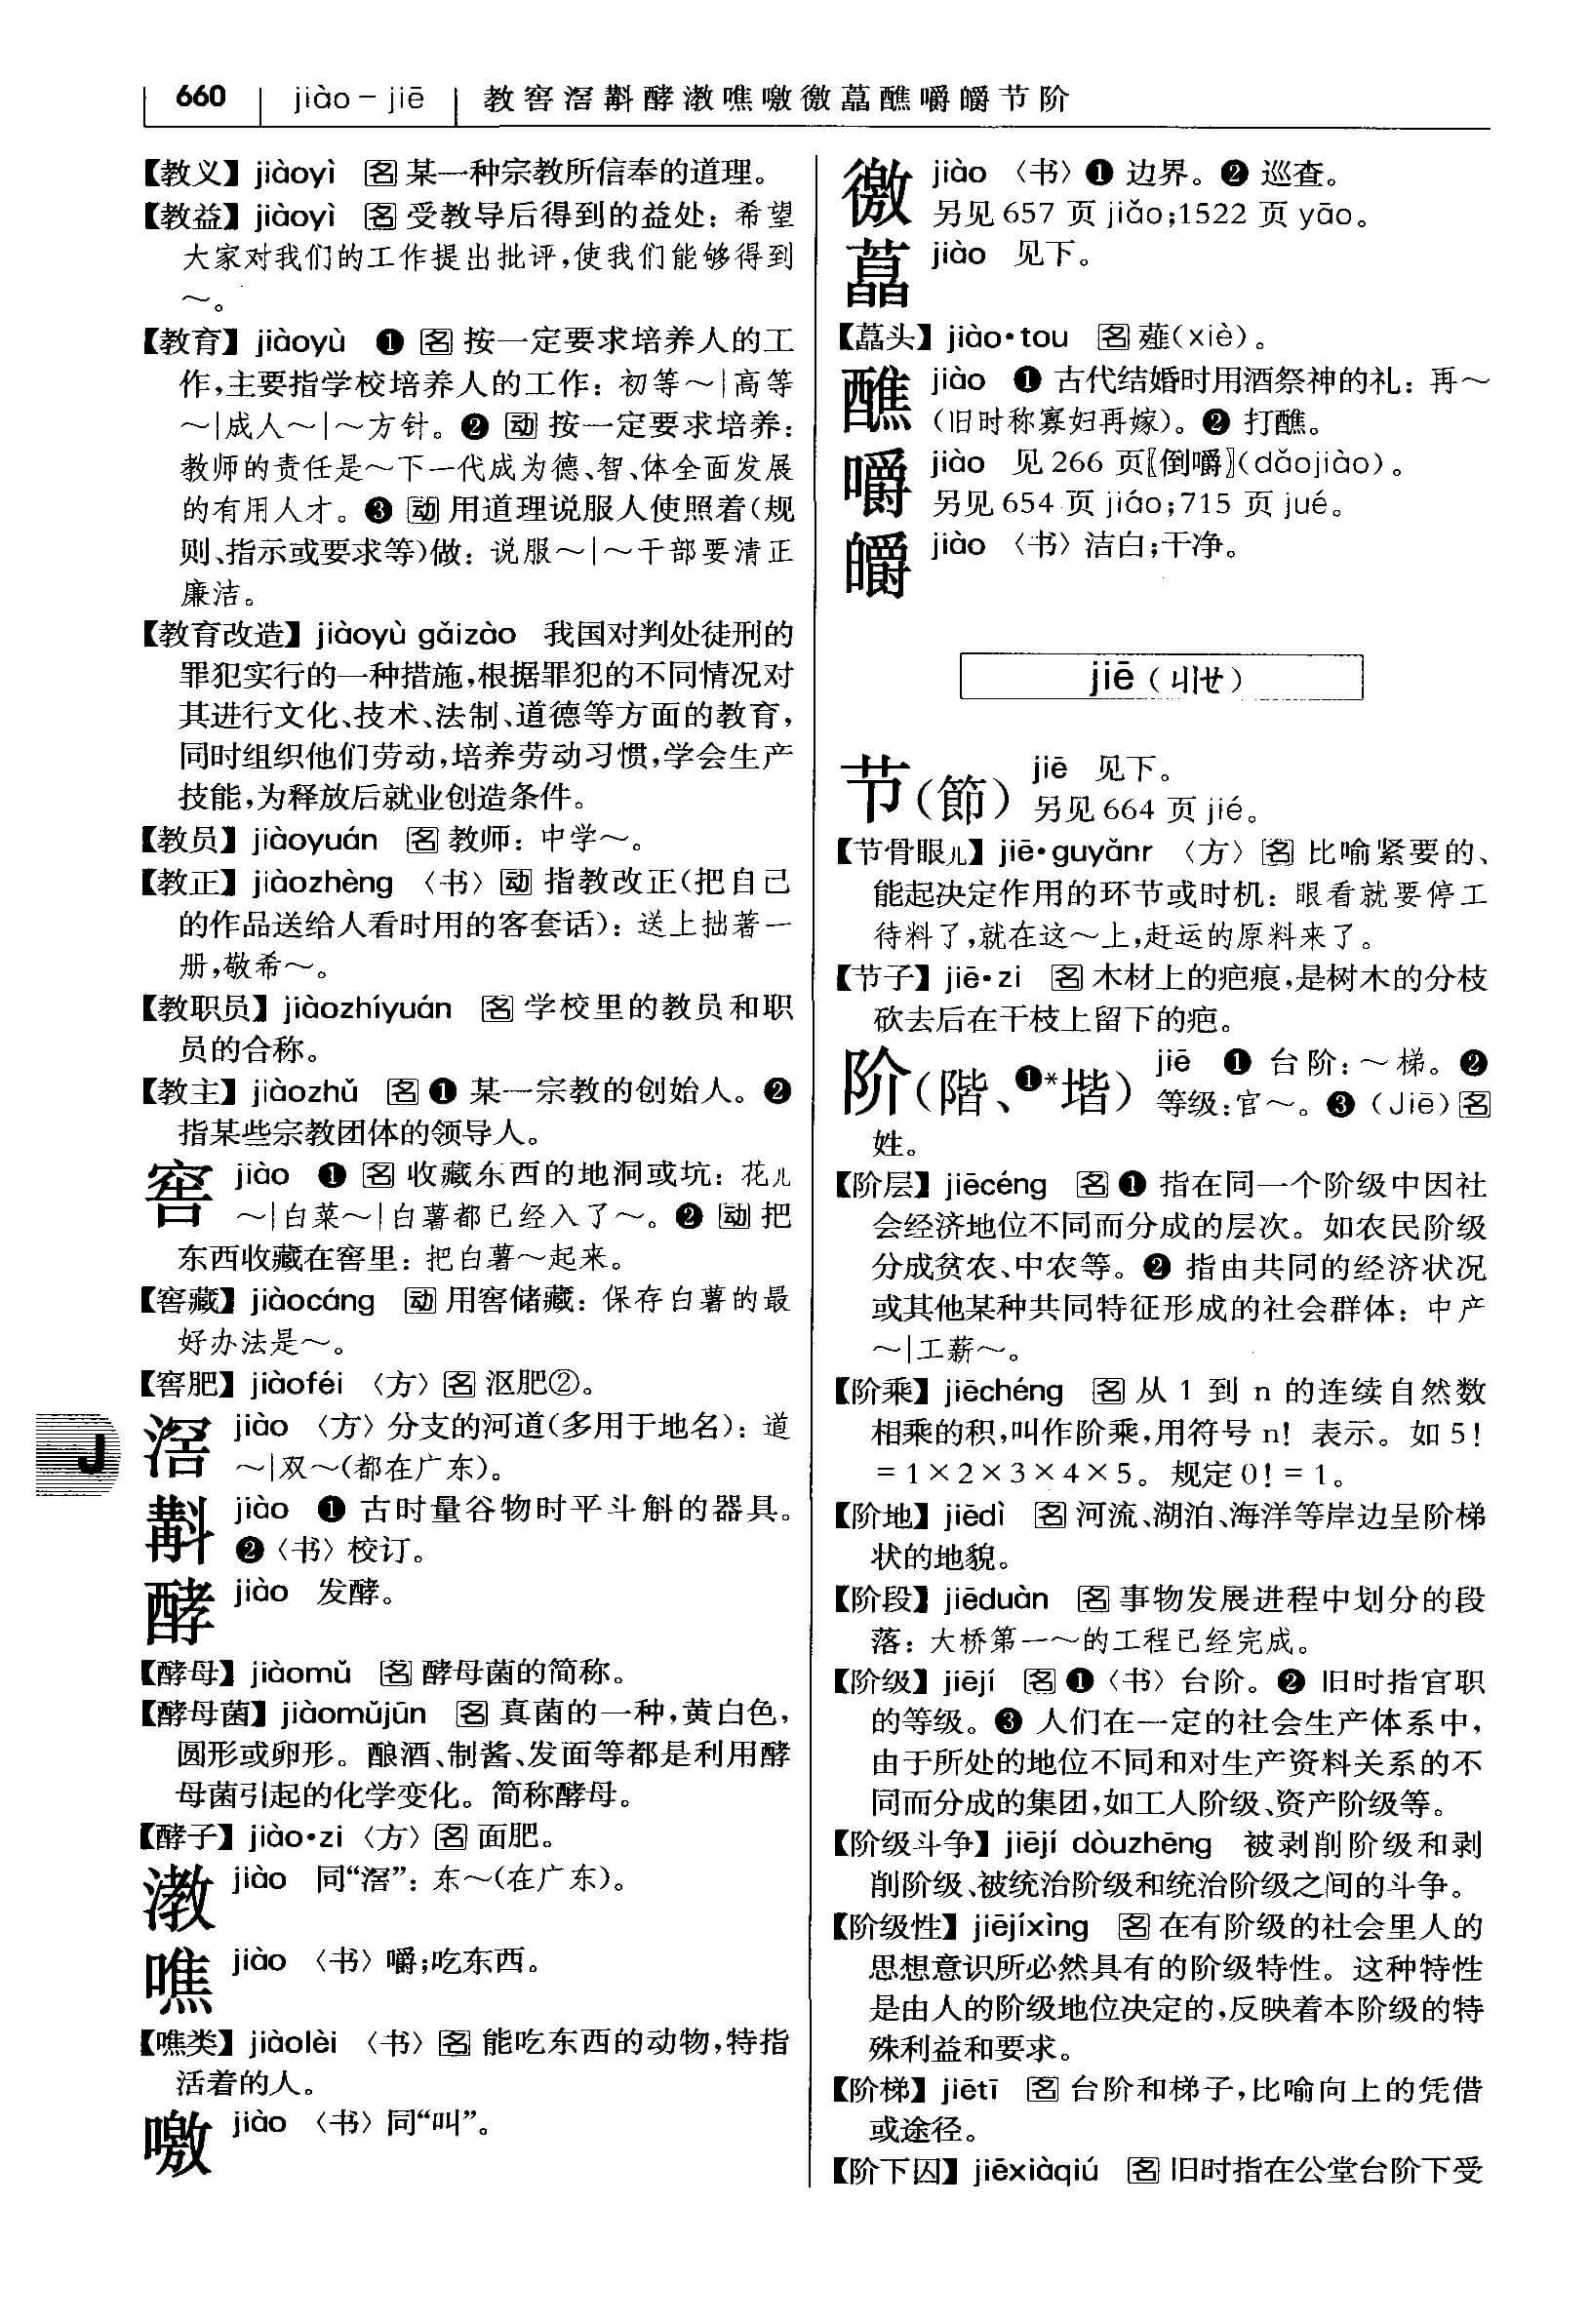 660 jiào－jiē 教窖滘斠酵漖噍噭徼藠醮嚼皭节阶
【教义】jiàoyì 名 某一种宗教所信奉的道理。
【教益】jiàoyì 名 受教导后得到的益处：希望
大家对我们的工作提出批评，使我们能够得到
～。
【教育】jiàoyù ❶ 名 按一定要求培养人的工
作，主要指学校培养人的工作：初等～|高等
～|成人～|～方针。❷ 动 按一定要求培养：
教师的责任是～下一代成为德、智、体全面发展
的有用人才。❸ 动 用道理说服人使照着（规
则、指示或要求等）做：说服～|～干部要清正
廉洁。
【教育改造】jiàoyù gǎizào 我国对判处徒刑的
罪犯实行的一种措施，根据罪犯的不同情况对
其进行文化、技术、法制、道德等方面的教育，
同时组织他们劳动，培养劳动习惯，学会生产
技能，为释放后就业创造条件。
【教员】jiàoyuán 名 教师：中学～。
【教正】jiàozhèng 〈书〉 动 指教改正（把自己
的作品送给人看时用的客套话）：送上拙著一
册，敬希～。
【教职员】jiàozhíyuán 名 学校里的教员和职
员的合称。
【教主】jiàozhǔ 名 ❶ 某一宗教的创始人。❷
指某些宗教团体的领导人。
窖 jiào ❶ 名 收藏东西的地洞或坑：花儿
～|白菜～|白薯都已经入了～。❷ 动 把
东西收藏在窖里：把白薯～起来。
【窖藏】jiàocáng 动 用窖储藏：保存白薯的最
好办法是～。
【窖肥】jiàoféi 〈方〉 名 沤肥②。
滘 jiào 〈方〉分支的河道（多用于地名）：道
～|双～（都在广东）。
斠 jiào ❶ 古时量谷物时平斗斛的器具。
❷〈书〉校订。
酵 jiào 发酵。
【酵母】jiàomǔ 名 酵母菌的简称。
【酵母菌】jiàomǔjūn 名 真菌的一种，黄白色，
圆形或卵形。酿酒、制酱、发面等都是利用酵
母菌引起的化学变化。简称酵母。
【酵子】jiào•zi 〈方〉 名 面肥。
漖 jiào 同“滘”：东～（在广东）。
噍 jiào 〈书〉嚼；吃东西。
【噍类】jiàolèi 〈书〉 名 能吃东西的动物，特指
活着的人。
噭 jiào 〈书〉同“叫”。
J
徼 jiào 〈书〉❶ 边界。❷ 巡查。
另见657页 jiǎo；1522页 yāo。
藠 jiào 见下。
【藠头】jiào•tou 名 薤（xiè）。
醮 jiào ❶ 古代结婚时用酒祭神的礼：再～
（旧时称寡妇再嫁）。❷ 打醮。
嚼 jiào 见266页〖倒嚼〗（dǎojiào）。
另见654页 jiáo；715页 jué。
皭 jiào 〈书〉洁白；干净。
jiē（ㄐㄧㄝ）
节（節） jiē 见下。
另见664页 jié。
【节骨眼儿】jiē•guyǎnr 〈方〉 名 比喻紧要的、
能起决定作用的环节或时机：眼看就要停工
待料了，就在这～上，赶运的原料来了。
【节子】jiē•zi 名 木材上的疤痕，是树木的分枝
砍去后在干枝上留下的疤。
阶（階、❶*堦） jiē ❶ 台阶：～梯。❷
等级：官～。❸（Jiē） 名
姓。
【阶层】jiēcéng 名 ❶ 指在同一个阶级中因社
会经济地位不同而分成的层次。如农民阶级
分成贫农、中农等。❷ 指由共同的经济状况
或其他某种共同特征形成的社会群体：中产
～|工薪～。
【阶乘】jiēchéng 名 从 1 到 n 的连续自然数
相乘的积，叫作阶乘，用符号 n！表示。如5！
＝1×2×3×4×5。规定0！＝1。
【阶地】jiēdì 名 河流、湖泊、海洋等岸边呈阶梯
状的地貌。
【阶段】jiēduàn 名 事物发展进程中划分的段
落：大桥第一～的工程已经完成。
【阶级】jiējí 名 ❶〈书〉台阶。❷ 旧时指官职
的等级。❸ 人们在一定的社会生产体系中，
由于所处的地位不同和对生产资料关系的不
同而分成的集团，如工人阶级、资产阶级等。
【阶级斗争】jiējí dòuzhēng 被剥削阶级和剥
削阶级、被统治阶级和统治阶级之间的斗争。
【阶级性】jiējíxìng 名 在有阶级的社会里人的
思想意识所必然具有的阶级特性。这种特性
是由人的阶级地位决定的，反映着本阶级的特
殊利益和要求。
【阶梯】jiētī 名 台阶和梯子，比喻向上的凭借
或途径。
【阶下囚】jiēxiàqiú 名 旧时指在公堂台阶下受